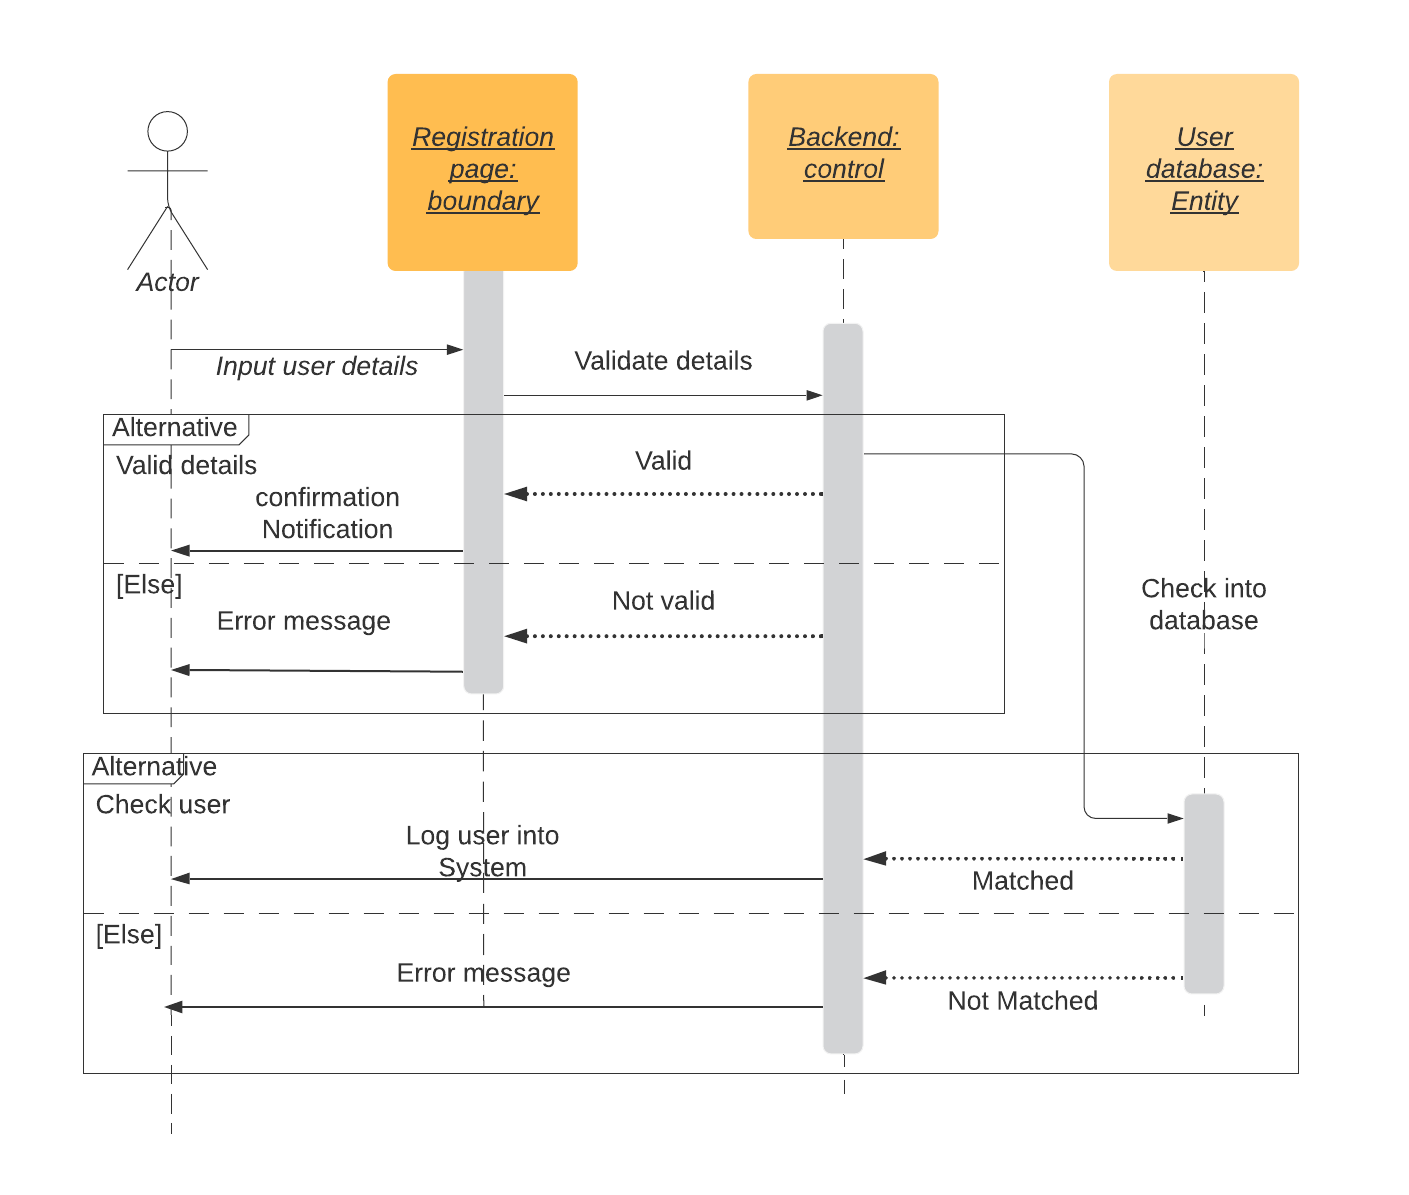 Registration
page:
boundary
Backend:
control
User
database:
Entity
Actor
Input user details
Validate details
Alternative
Valid details
Valid
confirmation
Notification
[Else]
Not valid
Error message
Check into
database
Alternative
Check user
Log user into
System
Matched
[Else]
Error message
Not Matched